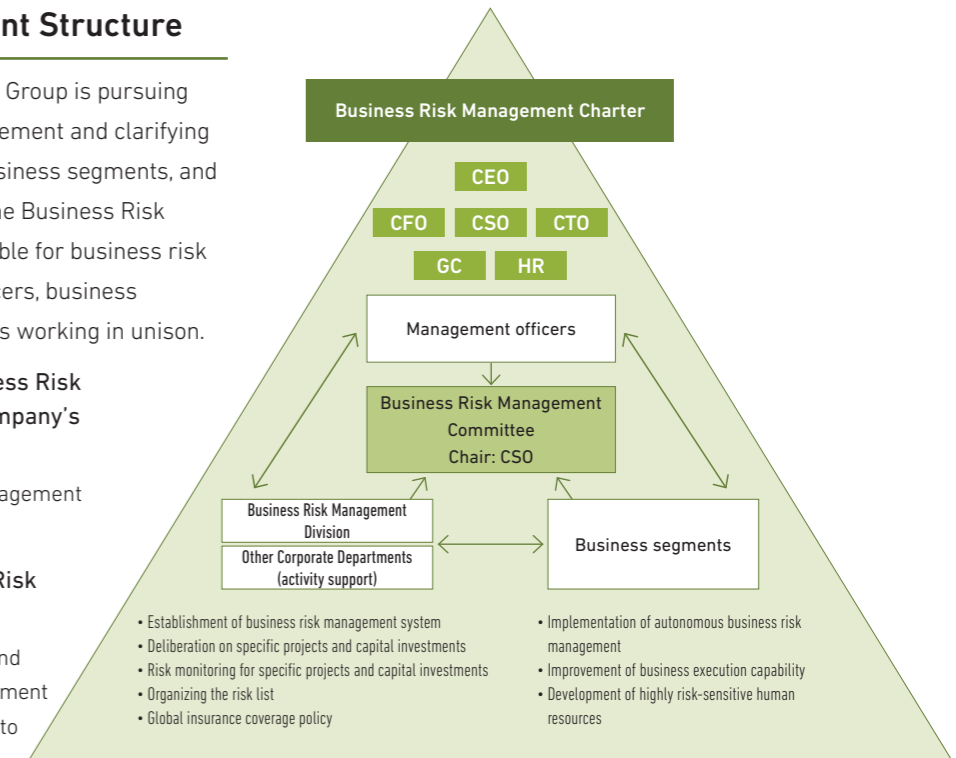 nt Structure
Group is pursuing
ement and clarifying
siness segments, and
ne Business Risk
ble for business risk
cers, business
s working in unison.
ess Risk
mpany's
agement
Risk
nd
ment
to
Business Risk Management Charter
CEO
CFO CSO CTO
GC HR
Management officers
Business Risk Management
Committee
Chair: CSO
Business Risk Management
Division
Other Corporate Departments
(activity support)
Business segments
• Establishment of business risk management system
• Deliberation on specific projects and capital investments
• Risk monitoring for specific projects and capital investments
• Organizing the risk list
• Global insurance coverage policy
• Implementation of autonomous business risk
management
• Improvement of business execution capability
• Development of highly risk-sensitive human
resources